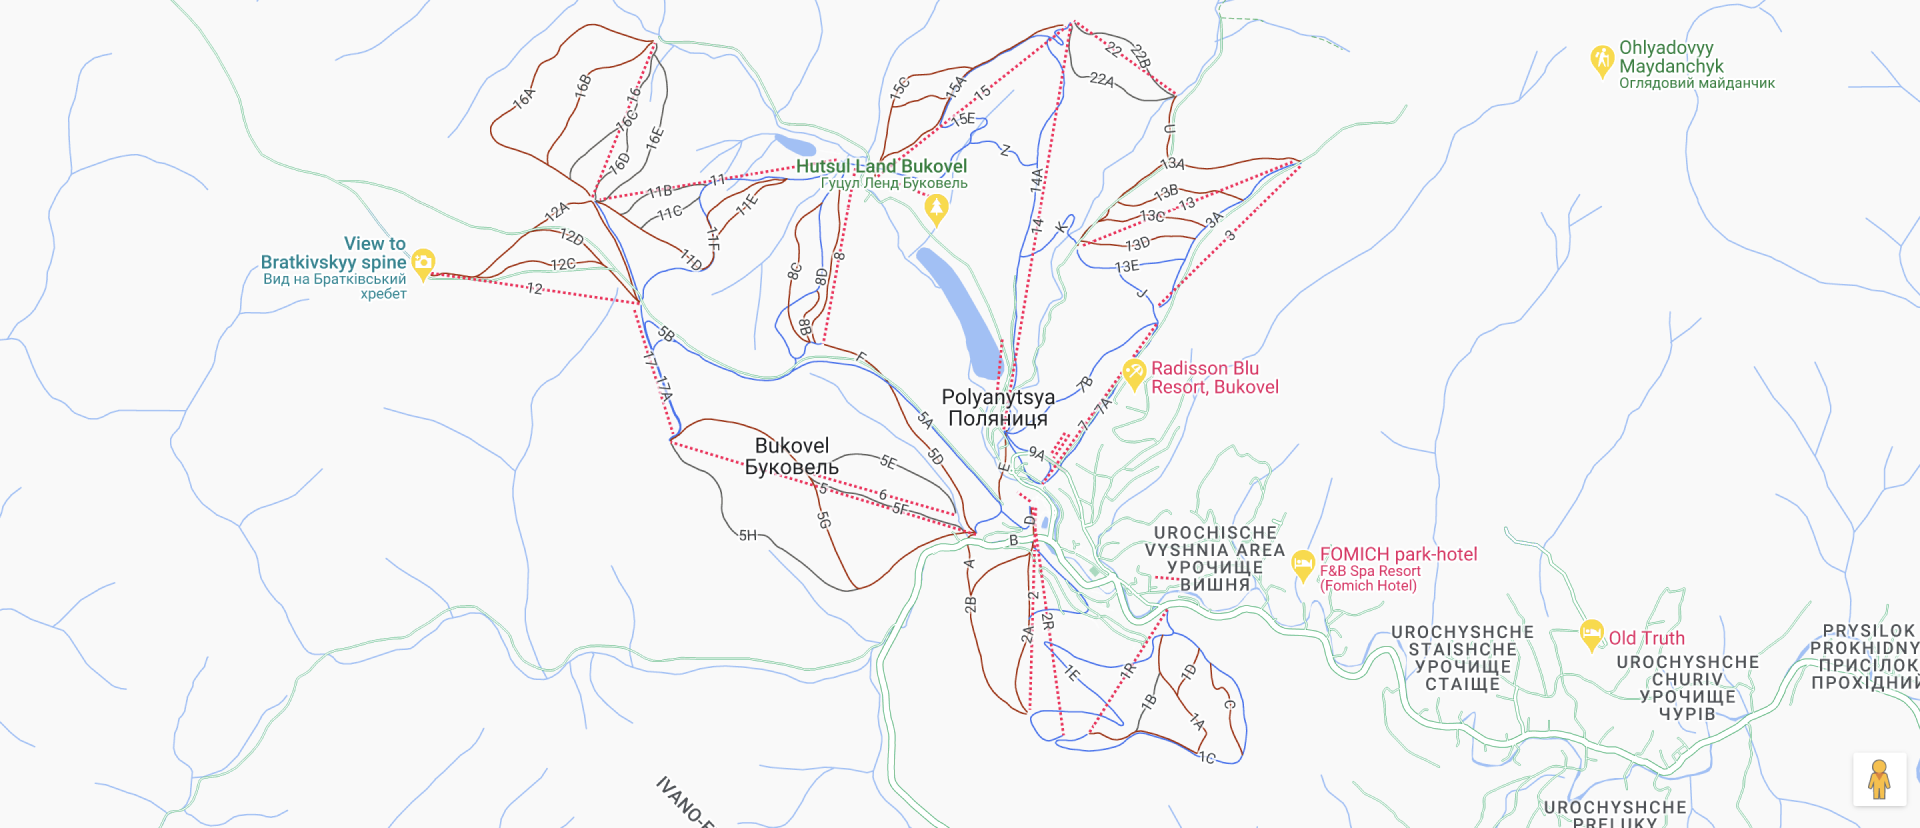 Ohlyadovyy
Maydanchyk
Оглядовий майданчик
22
22B
22A
15C
15A
15
15E
16A
16B
16
16C
16D
16E
Z
U
Hutsul Land Bukovel
Гуцул Ленд Буковель
11B
11
11C
11E
11F
11D
14A
14
K
13A
13B
13
13C
13D
13E
3A
3
J
12A
12D
12C
12
View to
Bratkivskyy spine
Вид на Братківський
хребет
8C
8D
8
8B
5B
F
17
17A
Radisson Blu
Resort, Bukovel
7B
7A
7
9A
Polyanytsya
Поляниця
Bukovel
Буковель
5A
5D
5E
5
6
5F
5G
5H
E
D
B
A
UROCHISCHE
VYSHNIA AREA
УРОЧИЩЕ
ВИШНЯ
FOMICH park-hotel
F&B Spa Resort
(Fomich Hotel)
2B
2
2A
2R
1E
1R
1B
1D
1A
C
1C
UROCHYSHCHE
STAISHCHE
УРОЧИЩЕ
СТАІЩЕ
Old Truth
UROCHYSHCHE
CHURIV
УРОЧИЩЕ
ЧУРІВ
PRYSILOK
PROKHIDNY
ПРИСІЛОК
ПРОХІДНИЙ
IVANO-F
UROCHYSHCHE
PRELUKY